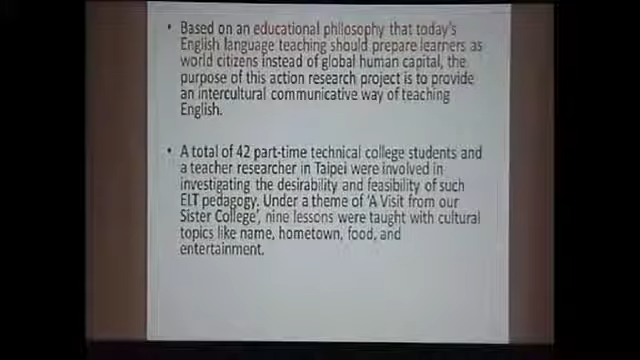 • Based on an educational philosophy that today's
English language teaching should prepare learners as
world citizens instead of global human capital, the
purpose of this action research project is to provide
an intercultural communicative way of teaching
English.
• A total of 42 part-time technical college students and
a teacher researcher in Taipei were involved in
investigating the desirability and feasibility of such
ELT pedagogy. Under a theme of 'A Visit from our
Sister College', nine lessons were taught with cultural
topics like name, hometown, food, and
entertainment.